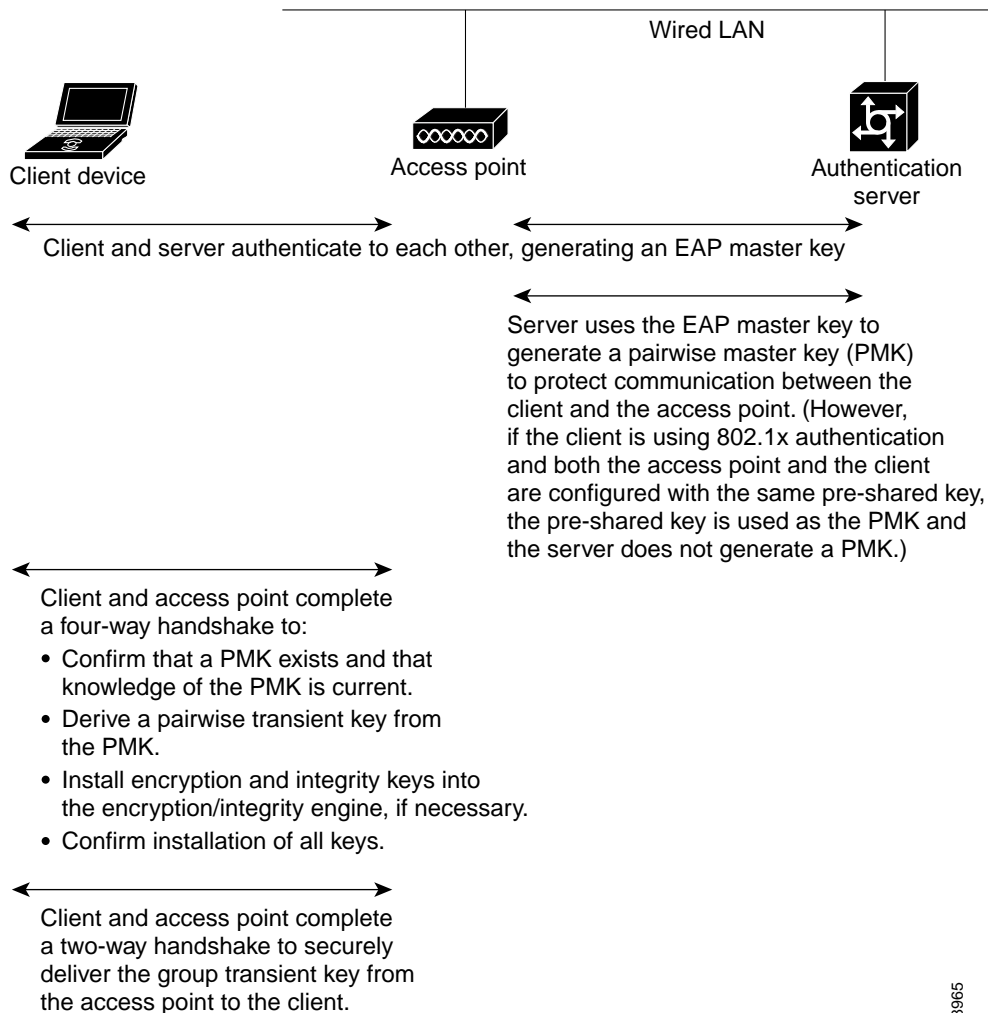 Wired LAN
Client device
Access point
Authentication
server
Client and server authenticate to each other, generating an EAP master key
Server uses the EAP master key to
generate a pairwise master key (PMK)
to protect communication between the
client and the access point. (However,
if the client is using 802.1x authentication
and both the access point and the client
are configured with the same pre-shared key,
the pre-shared key is used as the PMK and
the server does not generate a PMK.)
Client and access point complete
a four-way handshake to:
• Confirm that a PMK exists and that
knowledge of the PMK is current.
• Derive a pairwise transient key from
the PMK.
• Install encryption and integrity keys into
the encryption/integrity engine, if necessary.
• Confirm installation of all keys.
Client and access point complete
a two-way handshake to securely
deliver the group transient key from
the access point to the client.